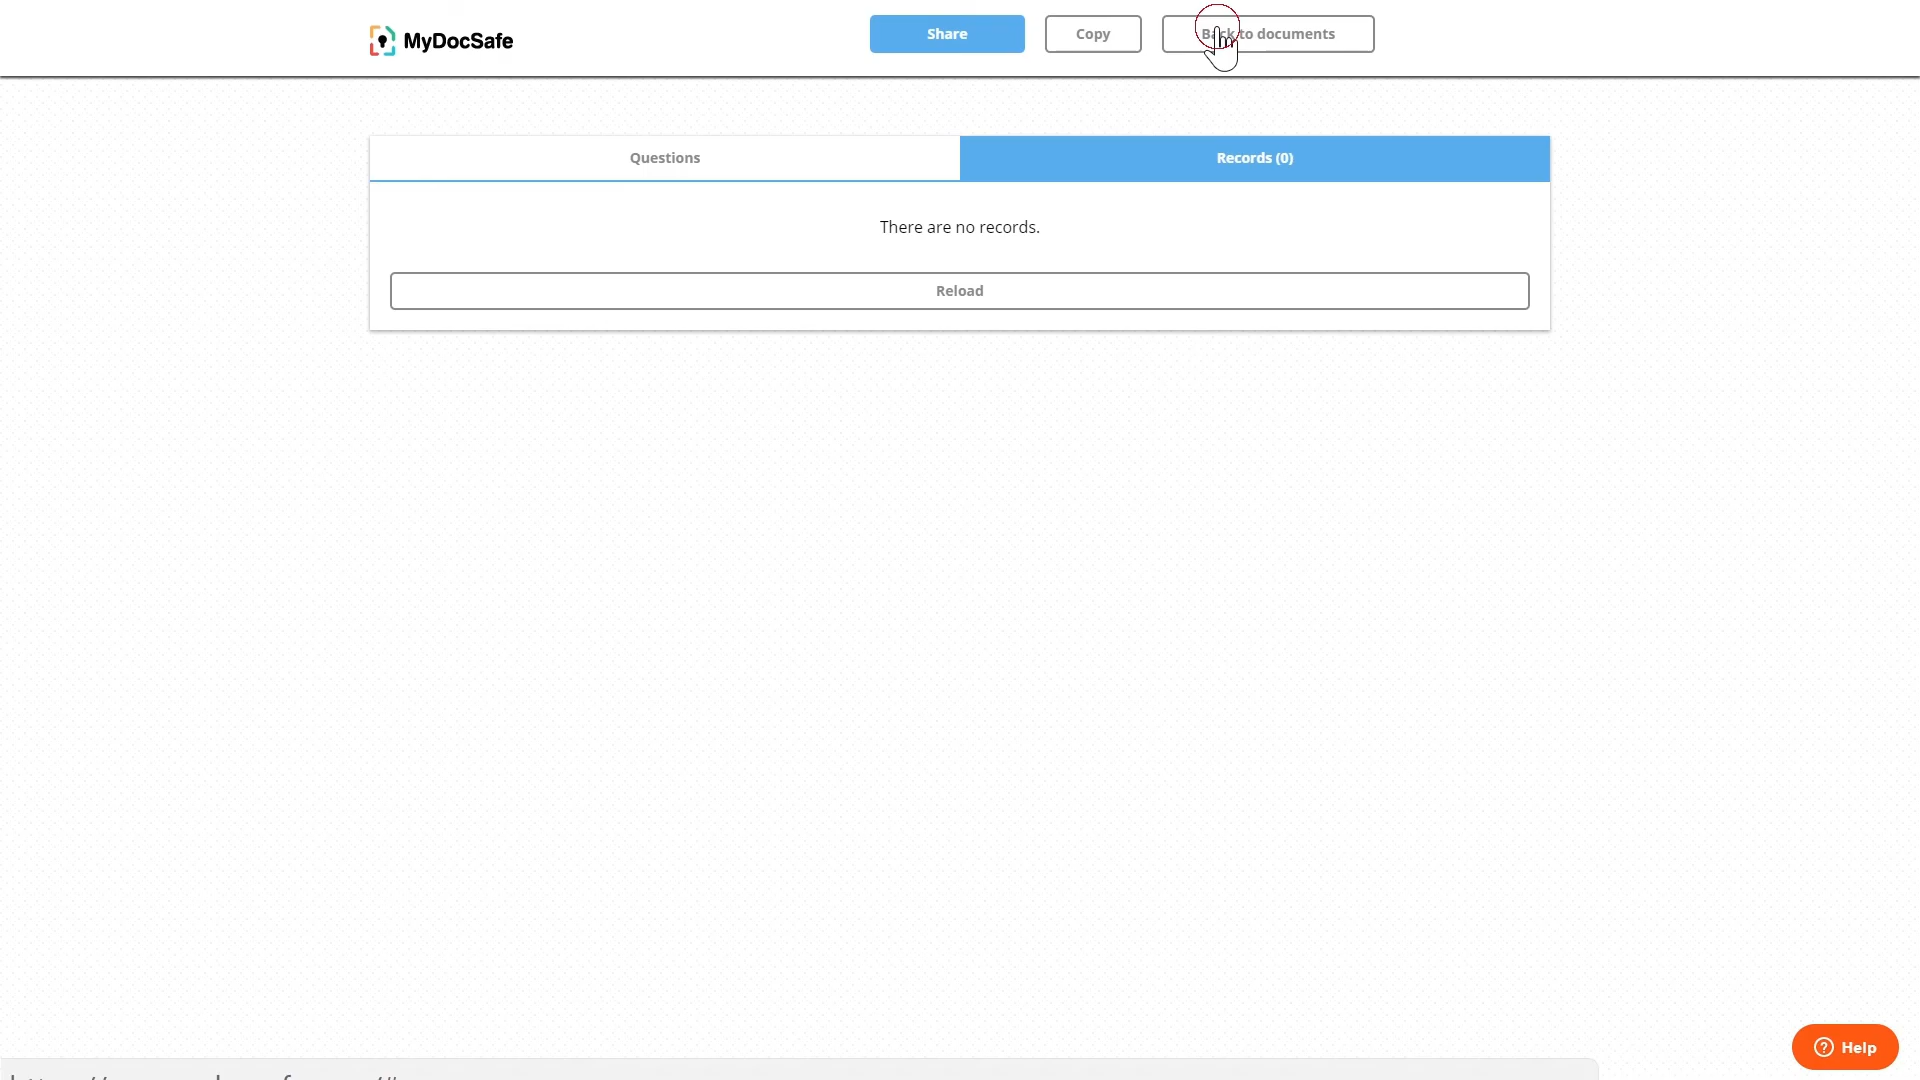 MyDocSafe
Share
Copy
Back to documents
Questions
Records (0)
There are no records.
Reload
Help